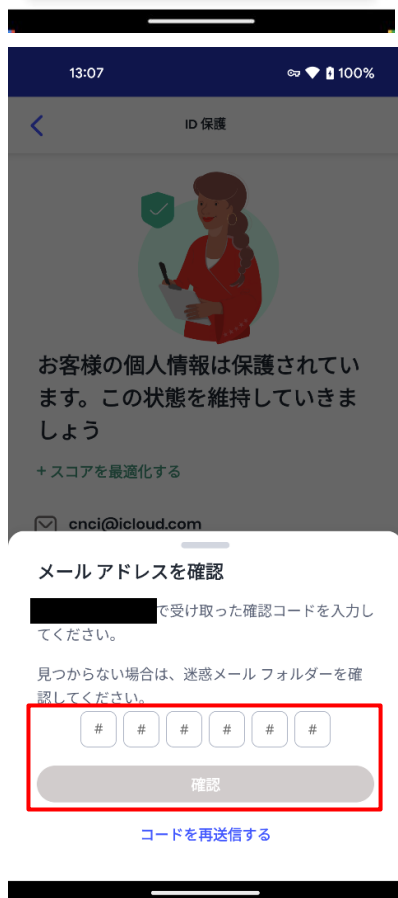 13:07 100%
ID 保護
お客様の個人情報は保護されてい
ます。この状態を維持していきま
しょう
+ スコアを最適化する
cnci@icloud.com
メール アドレスを確認
で受け取った確認コードを入力し
てください。
見つからない場合は、迷惑メール フォルダーを確
認してください。
# # # # # #
確認
コードを再送信する